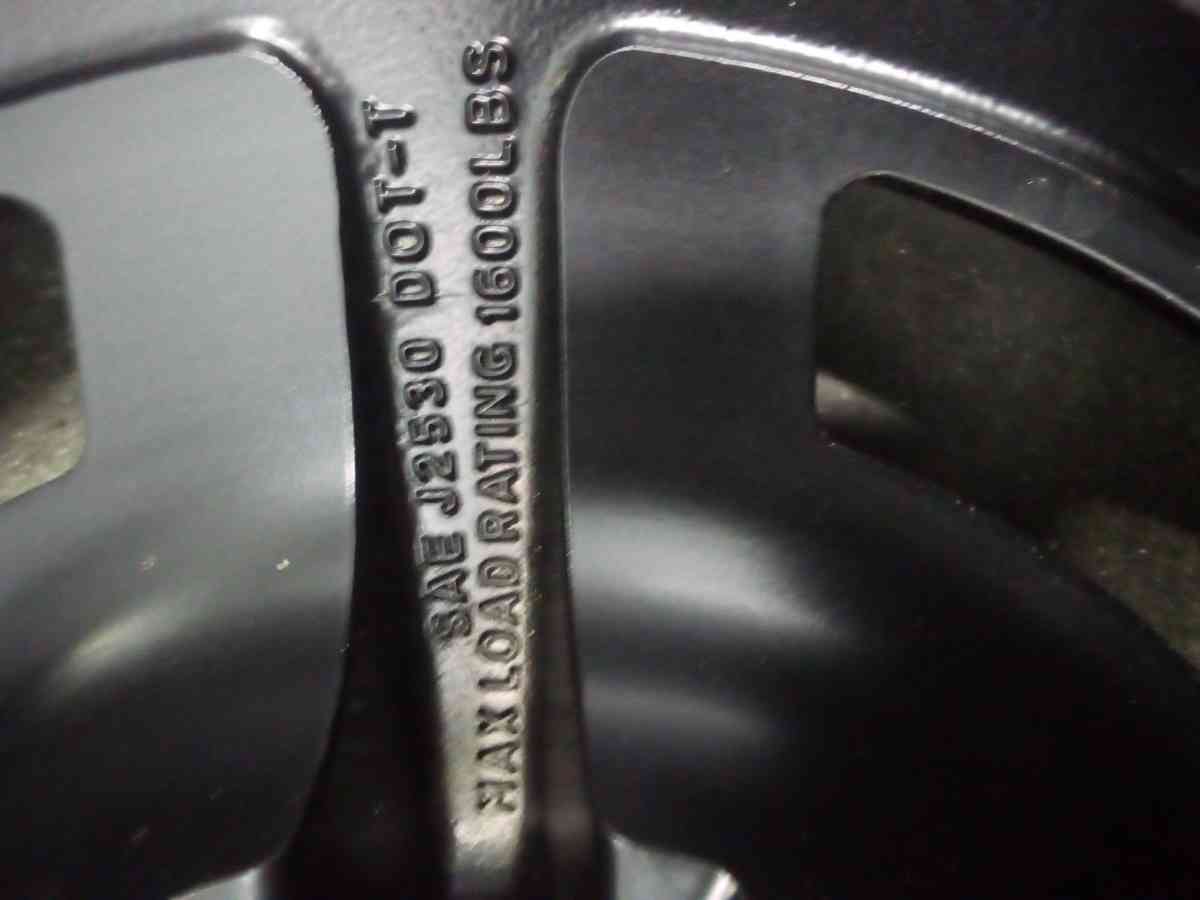 SAE J2530 DOT-T
MAX LOAD RATING 1600LBS